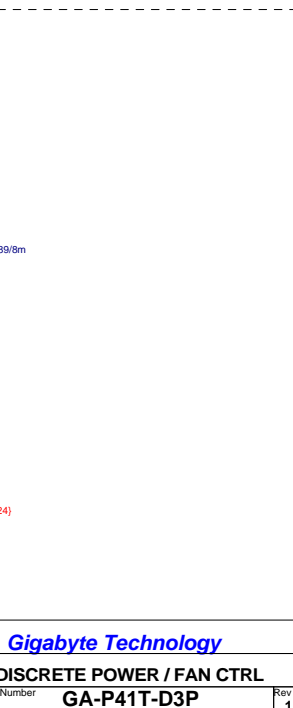 39/8m
24}
Gigabyte Technology
DISCRETE POWER / FAN CTRL
Number
GA-P41T-D3P
Rev
1